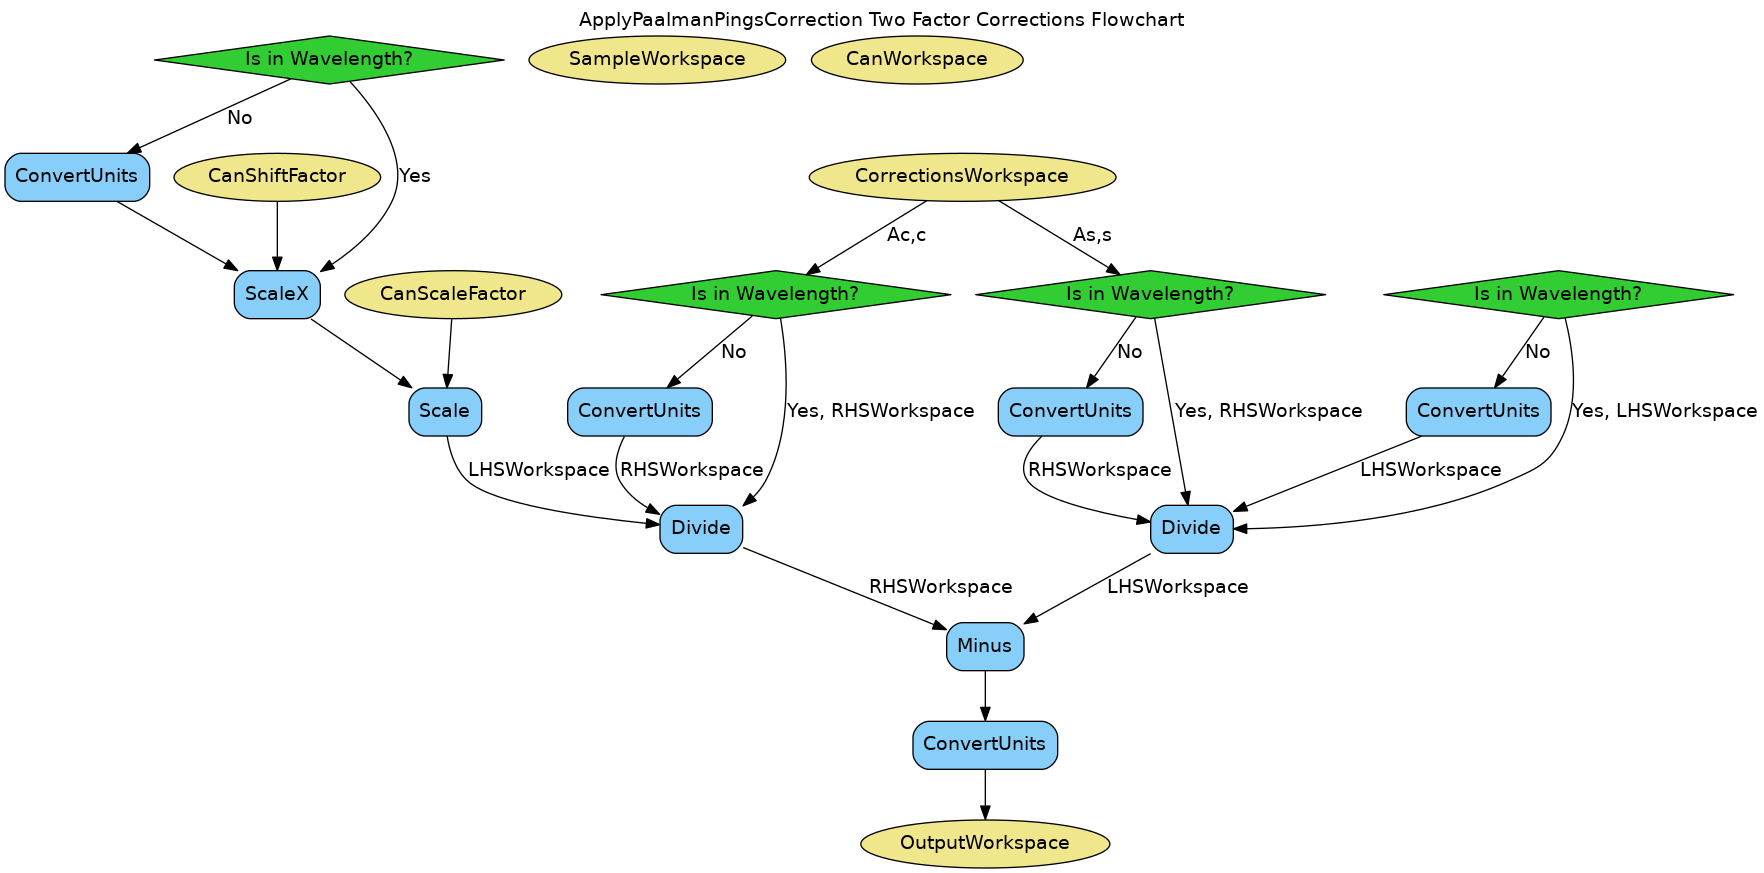 ApplyPaalmanPingsCorrection Two Factor Corrections Flowchart
Is in Wavelength?
SampleWorkspace
CanWorkspace
No
ConvertUnits
CanShiftFactor
Yes
CorrectionsWorkspace
Ac,c
As,s
ScaleX
CanScaleFactor
Is in Wavelength?
Is in Wavelength?
Is in Wavelength?
No
No
No
Scale
ConvertUnits
Yes, RHSWorkspace
ConvertUnits
Yes, RHSWorkspace
ConvertUnits
Yes, LHSWorkspace
LHSWorkspace
RHSWorkspace
RHSWorkspace
LHSWorkspace
Divide
Divide
RHSWorkspace
LHSWorkspace
Minus
ConvertUnits
OutputWorkspace